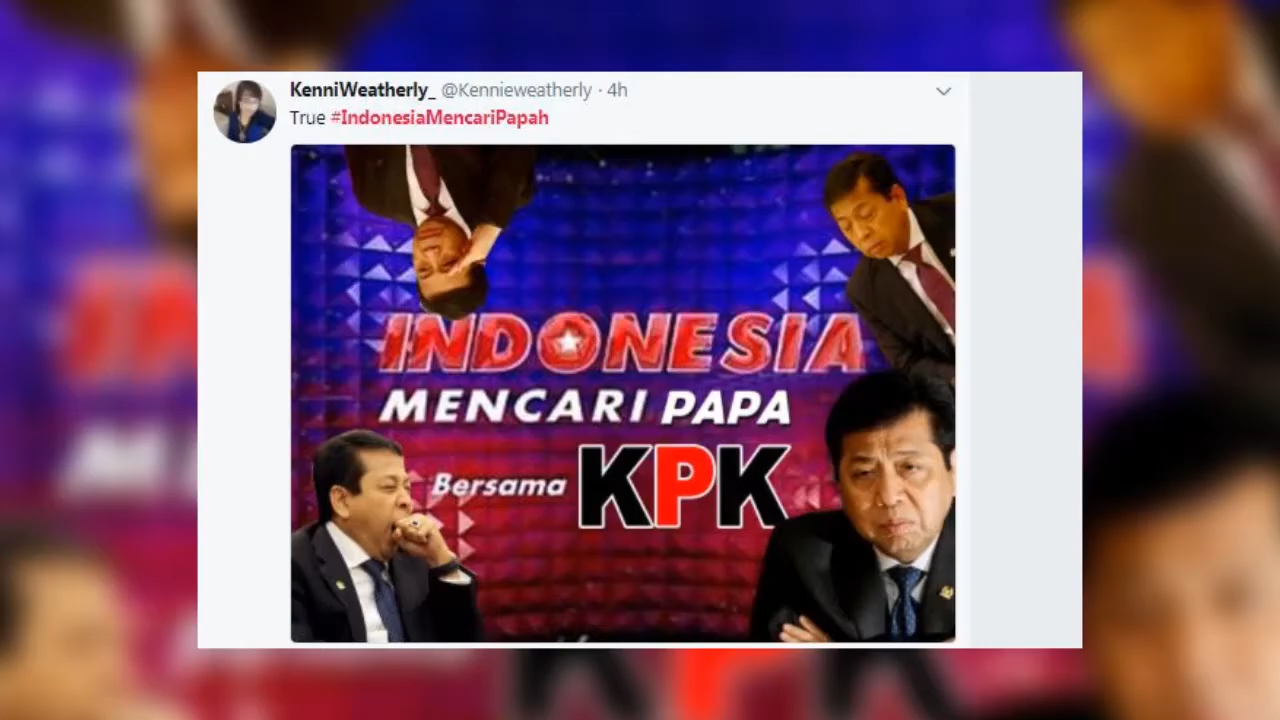 KenniWeatherly_ @Kennieweatherly · 4h
True #IndonesiaMencariPapah
INDONESIA
MENCARI PAPA
Bersama KPK